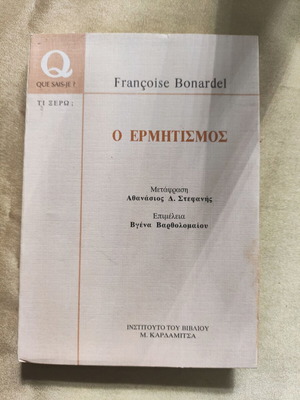 Q
QUE SAIS-JE ?
ΤΙ ΞΕΡΩ ;
Françoise Bonardel
Ο ΕΡΜΗΤΙΣΜΟΣ
Μετάφραση
Αθανάσιος Δ. Στεφανής
Επιμέλεια
Βγένα Βαρθολομαίου
ΙΝΣΤΙΤΟΥΤΟ ΤΟΥ ΒΙΒΛΙΟΥ
Μ. ΚΑΡΔΑΜΙΤΣΑ